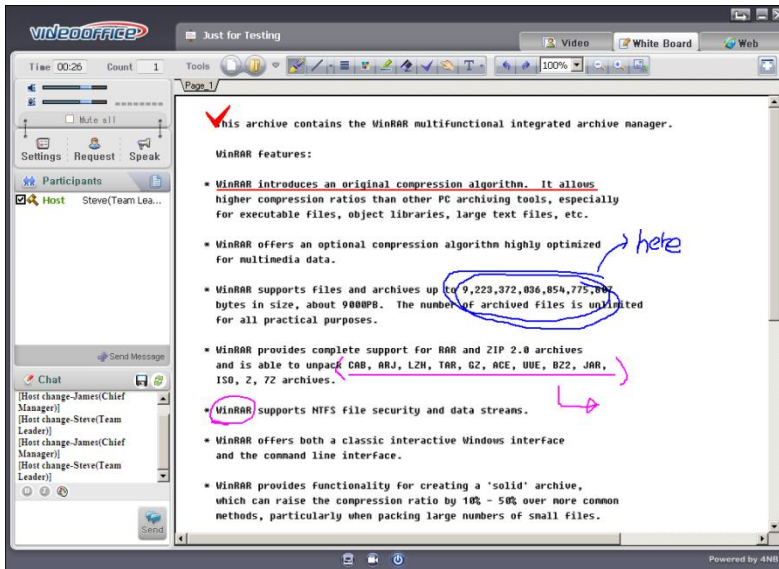 VIDEOOFFICE
Just for Testing
Video
White Board
Web
Time 00:26 Count 1
Tools
T
100%
Page_1
Mute all
Settings Request Speak
Participants
Host Steve(Team Lea...
Send Message
Chat
[Host change-James(Chief
Manager)]
[Host change-Steve(Team
Leader)]
[Host change-James(Chief
Manager)]
[Host change-Steve(Team
Leader)]
Send
This archive contains the WinRAR multifunctional integrated archive manager.
WinRAR features:
* WinRAR introduces an original compression algorithm. It allows
higher compression ratios than other PC archiving tools, especially
for executable files, object libraries, large text files, etc.
* WinRAR offers an optional compression algorithm highly optimized
for multimedia data.
here
* WinRAR supports files and archives up to 9,223,372,036,854,775,807
bytes in size, about 9000PB. The number of archived files is unlimited
for all practical purposes.
* WinRAR provides complete support for RAR and ZIP 2.0 archives
and is able to unpack CAB, ARJ, LZH, TAR, GZ, ACE, UUE, BZ2, JAR,
ISO, Z, 7Z archives.
* WinRAR supports NTFS file security and data streams.
* WinRAR offers both a classic interactive Windows interface
and the command line interface.
* WinRAR provides functionality for creating a 'solid' archive,
which can raise the compression ratio by 10% - 50% over more common
methods, particularly when packing large numbers of small files.
Powered by 4NB